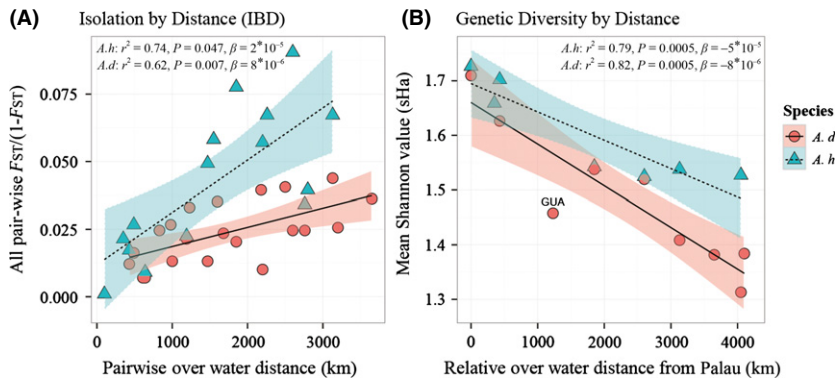 (A) Isolation by Distance (IBD)
A.h: r² = 0.74, P = 0.047, β = 2*10⁻⁵
A.d: r² = 0.62, P = 0.007, β = 8*10⁻⁶
All pair-wise FST/(1-FST)
0.075
0.050
0.025
0.000
0
1000
2000
3000
Pairwise over water distance (km)
(B) Genetic Diversity by Distance
A.h: r² = 0.79, P = 0.0005, β = −5*10⁻⁵
A.d: r² = 0.82, P = 0.0005, β = −8*10⁻⁶
Mean Shannon value (sHa)
1.7
1.6
1.5
1.4
1.3
GUA
0
1000
2000
3000
4000
Relative over water distance from Palau (km)
Species
A. d
A. h